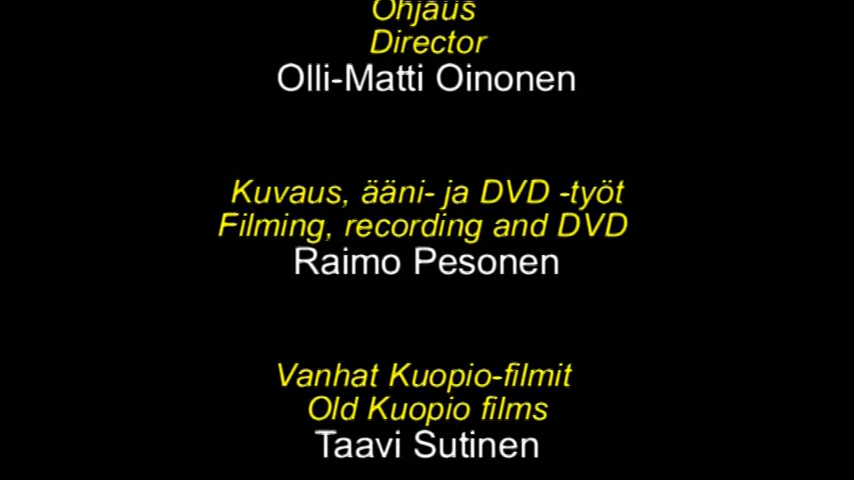 Ohjaus
Director
Olli-Matti Oinonen
Kuvaus, ääni- ja DVD -työt
Filming, recording and DVD
Raimo Pesonen
Vanhat Kuopio-filmit
Old Kuopio films
Taavi Sutinen